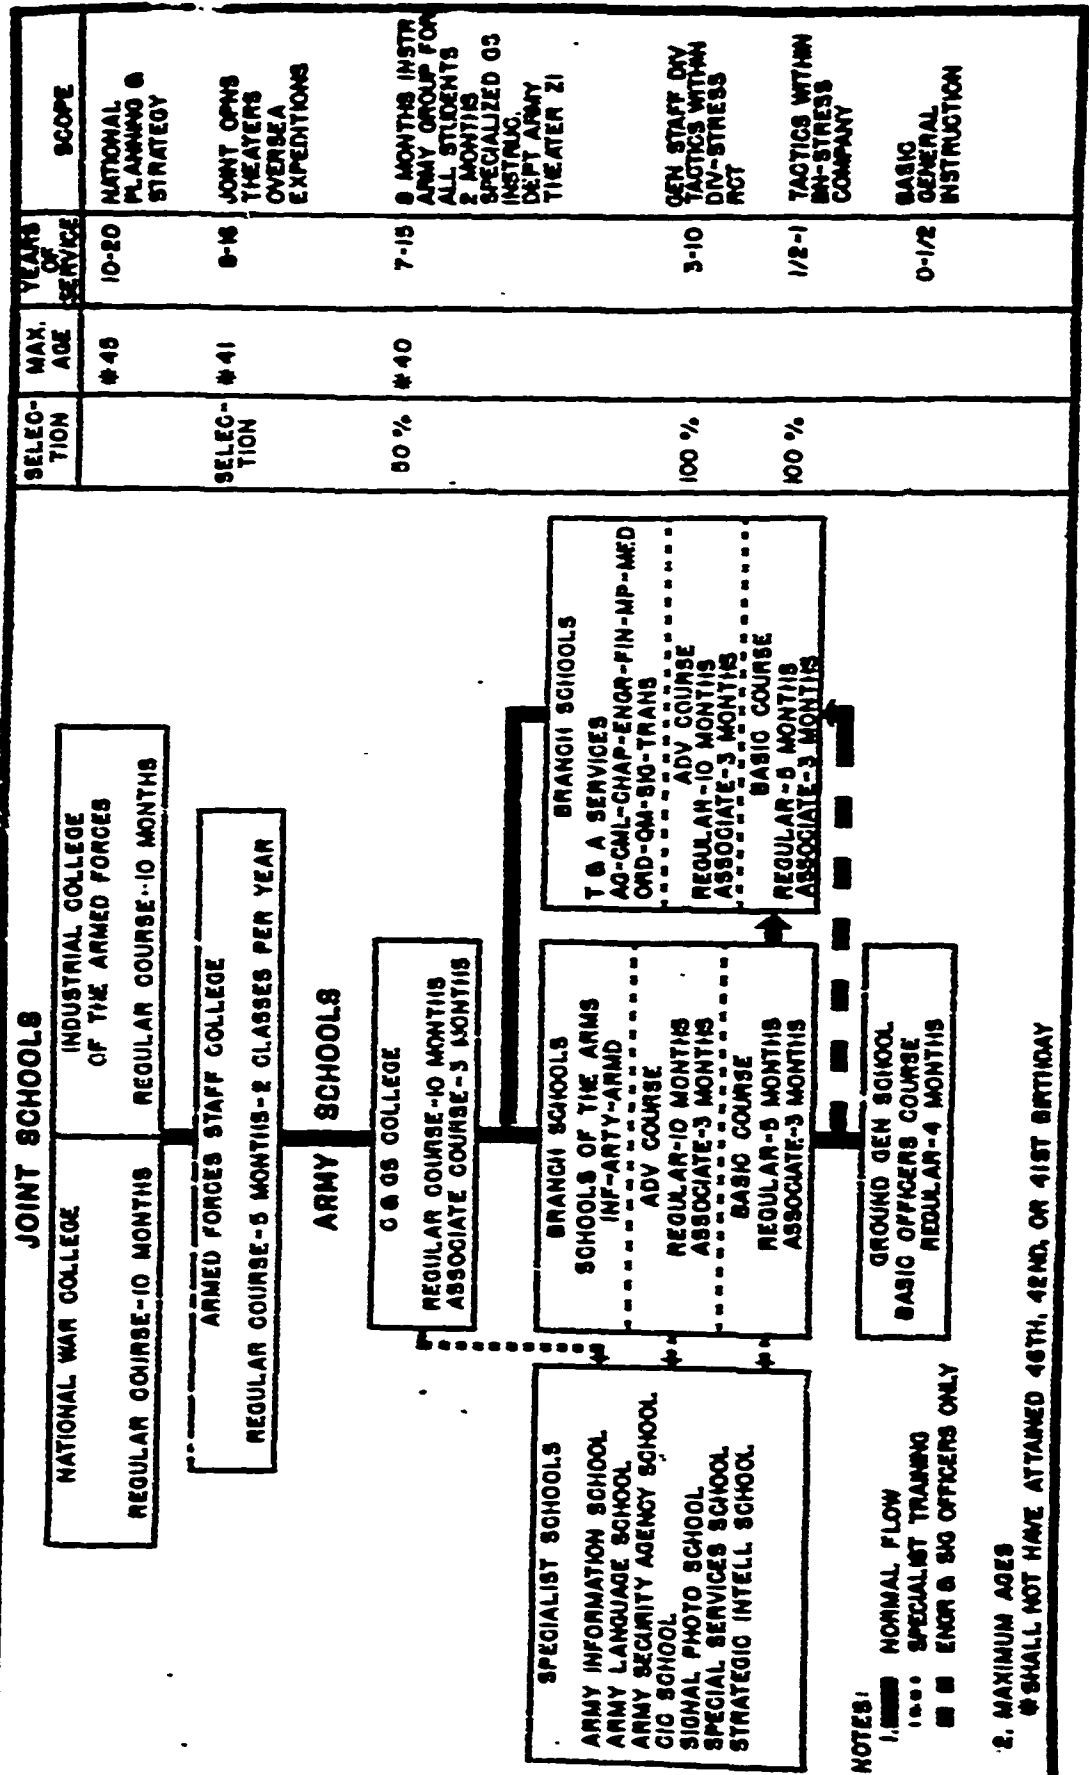 JOINT SCHOOLS
NATIONAL WAR COLLEGE
REGULAR COURSE-10 MONTHS
INDUSTRIAL COLLEGE
OF THE ARMED FORCES
REGULAR COURSE-10 MONTHS
ARMED FORCES STAFF COLLEGE
REGULAR COURSE-5 MONTHS-2 CLASSES PER YEAR
ARMY SCHOOLS
C & GS COLLEGE
REGULAR COURSE-10 MONTHS
ASSOCIATE COURSE-3 MONTHS
SPECIALIST SCHOOLS
ARMY INFORMATION SCHOOL
ARMY LANGUAGE SCHOOL
ARMY SECURITY AGENCY SCHOOL
CIC SCHOOL
SIGNAL PHOTO SCHOOL
SPECIAL SERVICES SCHOOL
STRATEGIC INTELL SCHOOL
BRANCH SCHOOLS
SCHOOLS OF THE ARMS
INF-ARTY-ARMD
ADV COURSE
REGULAR-10 MONTHS
ASSOCIATE-3 MONTHS
BASIC COURSE
REGULAR-5 MONTHS
ASSOCIATE-3 MONTHS
BRANCH SCHOOLS
T & A SERVICES
AG-CML-CHAP-ENGR-FIN-MP-MED
ORD-QM-SIG-TRANS
ADV COURSE
REGULAR-10 MONTHS
ASSOCIATE-3 MONTHS
BASIC COURSE
REGULAR-5 MONTHS
ASSOCIATE-3 MONTHS
GROUND GEN SCHOOL
BASIC OFFICERS COURSE
REGULAR-4 MONTHS
SELEC-
TION
MAX.
AGE
YEARS
OF
SERVICE
SCOPE
#45
10-20
NATIONAL
PLANNING &
STRATEGY
SELEC-
TION
#41
8-16
JOINT OPNS
THEATERS
OVERSEA
EXPEDITIONS
50 %
#40
7-15
8 MONTHS INSTR
ARMY GROUP FOR
ALL STUDENTS
2 MONTHS
SPECIALIZED GS
INSTRUC.
DEPT ARMY
THEATER ZI
100 %
3-10
GEN STAFF DIV
TACTICS WITHIN
DIV-STRESS
RCT
100 %
1/2-1
TACTICS WITHIN
BN-STRESS
COMPANY
0-1/2
BASIC
GENERAL
INSTRUCTION
NOTES:
1. NORMAL FLOW
SPECIALIST TRAINING
ENGR & SIG OFFICERS ONLY
2. MAXIMUM AGES
#SHALL NOT HAVE ATTAINED 46TH, 42ND, OR 41ST BIRTHDAY